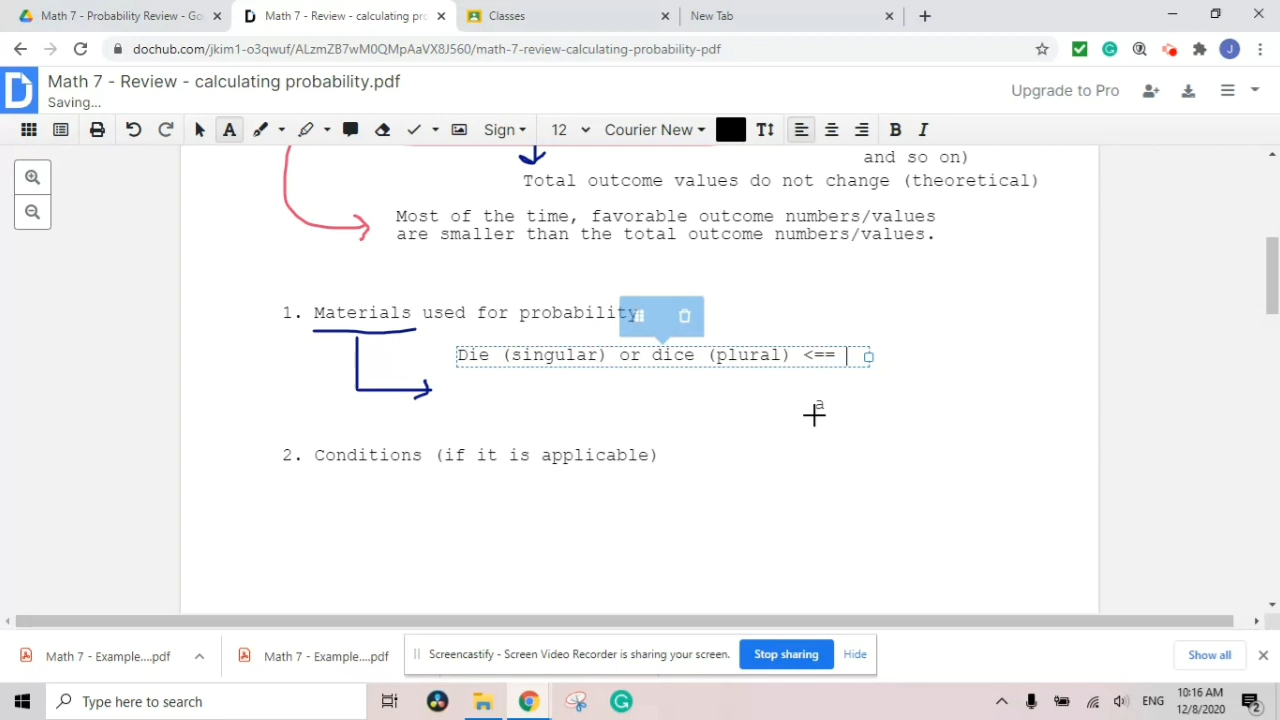 Math 7 - Probability Review - Go
Math 7 - Review - calculating pro
Classes
New Tab
dochub.com/jkim1-o3qwuf/ALzmZB7wM0QMpAaVX8J560/math-7-review-calculating-probability-pdf
J
Math 7 - Review - calculating probability.pdf
Saving...
Upgrade to Pro
A
Sign
12
Courier New
B
I
and so on)
Total outcome values do not change (theoretical)
Most of the time, favorable outcome numbers/values
are smaller than the total outcome numbers/values.
1. Materials used for probability
Die (singular) or dice (plural) <==
a
2. Conditions (if it is applicable)
Math 7 - Example....pdf
Math 7 - Example....pdf
Screencastify - Screen Video Recorder is sharing your screen.
Stop sharing
Hide
Show all
Type here to search
ENG
10:16 AM
12/8/2020
2